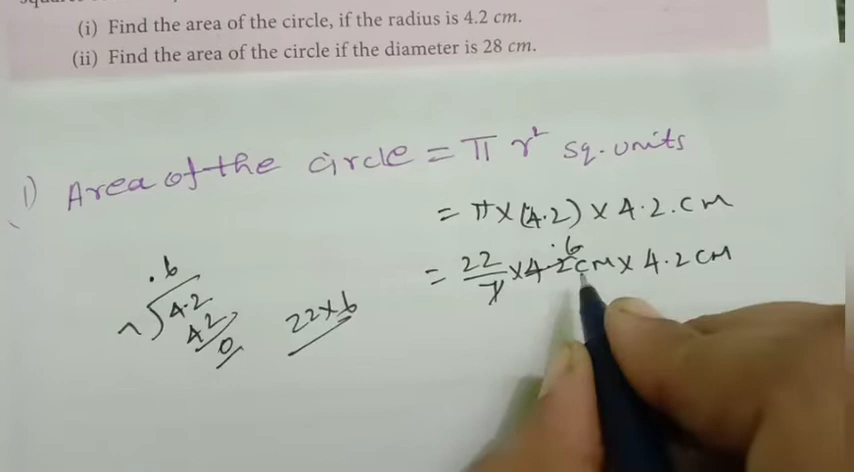 (i) Find the area of the circle, if the radius is 4.2 cm.
(ii) Find the area of the circle if the diameter is 28 cm.
1) Area of the circle = π r² sq. units
= π × (4.2) × 4.2 . cm
.6
= 22/7 × 4.2 cm × 4.2 cm
.6
7 √4.2
42
0
22×6